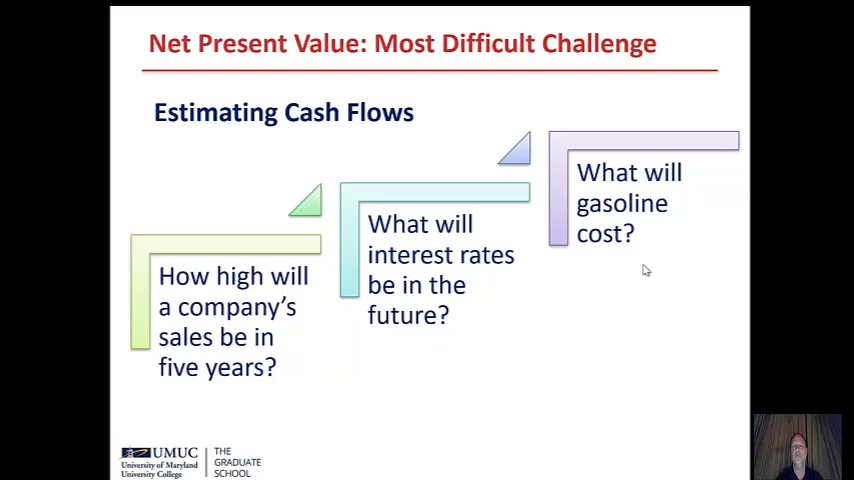 Net Present Value: Most Difficult Challenge
Estimating Cash Flows
How high will
a company's
sales be in
five years?
What will
interest rates
be in the
future?
What will
gasoline
cost?
UMUC
University of Maryland
University College
THE
GRADUATE
SCHOOL